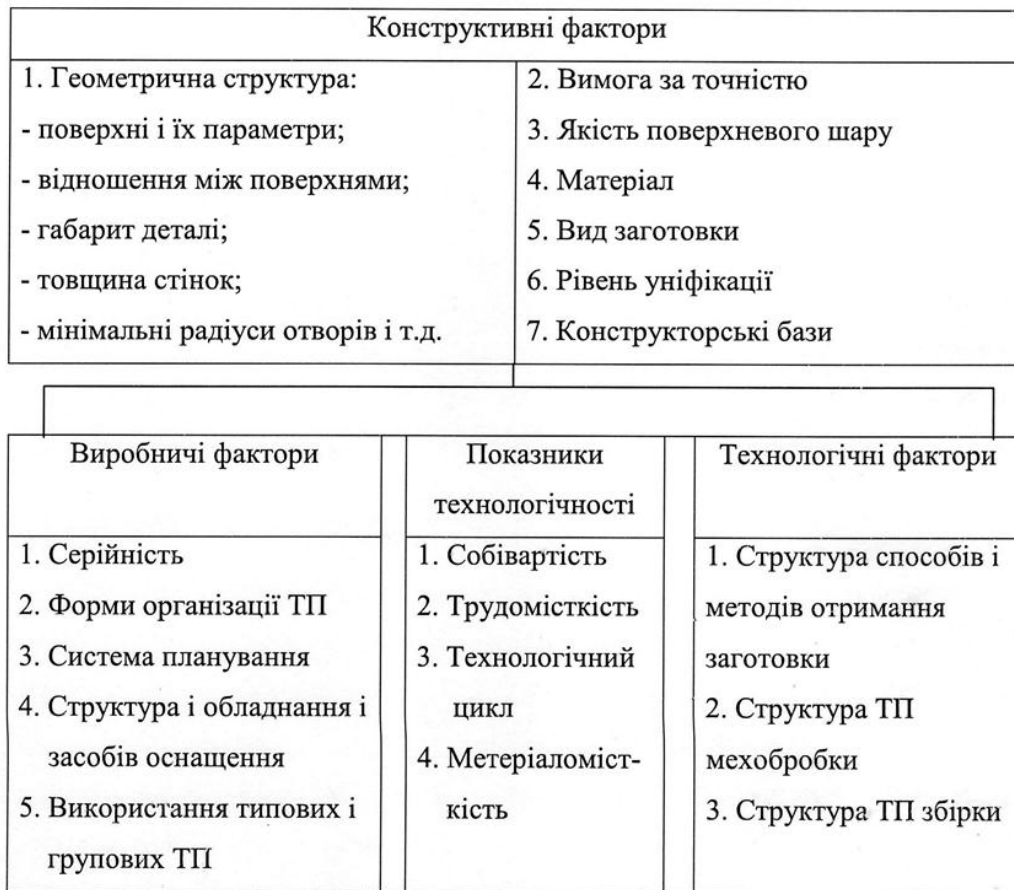 Конструктивні фактори
1. Геометрична структура:
- поверхні і їх параметри;
- відношення між поверхнями;
- габарит деталі;
- товщина стінок;
- мінімальні радіуси отворів і т.д.
2. Вимога за точністю
3. Якість поверхневого шару
4. Матеріал
5. Вид заготовки
6. Рівень уніфікації
7. Конструкторські бази
Виробничі фактори
1. Серійність
2. Форми організації ТП
3. Система планування
4. Структура і обладнання і
засобів оснащення
5. Використання типових і
групових ТП
Показники
технологічності
1. Собівартість
2. Трудомісткість
3. Технологічний
цикл
4. Метеріаломіст-
кість
Технологічні фактори
1. Структура способів і
методів отримання
заготовки
2. Структура ТП
мехобробки
3. Структура ТП збірки